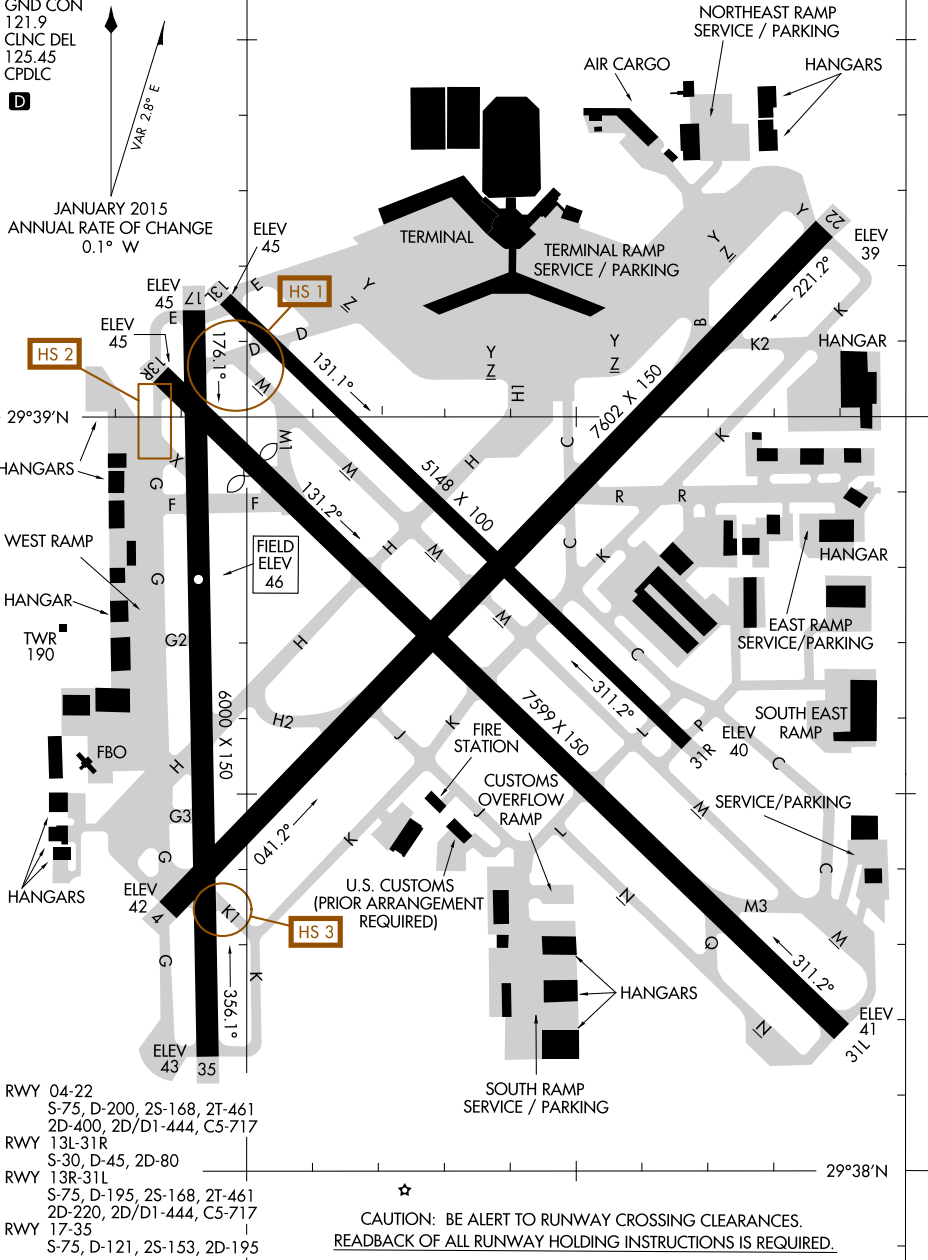 GND CON
121.9
CLNC DEL
125.45
CPDLC
D
VAR 2.8° E
JANUARY 2015
ANNUAL RATE OF CHANGE
0.1° W
NORTHEAST RAMP
SERVICE / PARKING
AIR CARGO
HANGARS
TERMINAL
TERMINAL RAMP
SERVICE / PARKING
ELEV
45
ELEV
45
ELEV
45
ELEV
39
17
13L
13R
22
HS 1
HS 2
E
E
D
D
Y
Z
Y
Z
Y
Z
Y
Z
Y
B
K
K2
HANGAR
221.2°
176.1°
131.1°
7602 X 150
29°39'N
M
M1
H
H
C
K
X
G
F
F
M
5148 X 100
R
R
HANGARS
131.2°
WEST RAMP
FIELD
ELEV
46
H
M
C
K
HANGAR
G
HANGAR
TWR
190
G2
H
M
C
EAST RAMP
SERVICE/PARKING
311.2°
6000 X 150
H2
J
K
7599 X 150
L
P
31R
ELEV
40
SOUTH EAST
RAMP
FIRE
STATION
FBO
H
CUSTOMS
OVERFLOW
RAMP
C
G3
041.2°
K
J
L
M
SERVICE/PARKING
G
HANGARS
U.S. CUSTOMS
(PRIOR ARRANGEMENT
REQUIRED)
C
ELEV
42
4
K1
HS 3
N
M3
Q
M
G
K
356.1°
HANGARS
311.2°
N
ELEV
41
31L
ELEV
43
35
SOUTH RAMP
SERVICE / PARKING
RWY 04-22
S-75, D-200, 2S-168, 2T-461
2D-400, 2D/D1-444, C5-717
RWY 13L-31R
S-30, D-45, 2D-80
RWY 13R-31L
S-75, D-195, 2S-168, 2T-461
2D-220, 2D/D1-444, C5-717
RWY 17-35
S-75, D-121, 2S-153, 2D-195
29°38'N
CAUTION: BE ALERT TO RUNWAY CROSSING CLEARANCES.
READBACK OF ALL RUNWAY HOLDING INSTRUCTIONS IS REQUIRED.